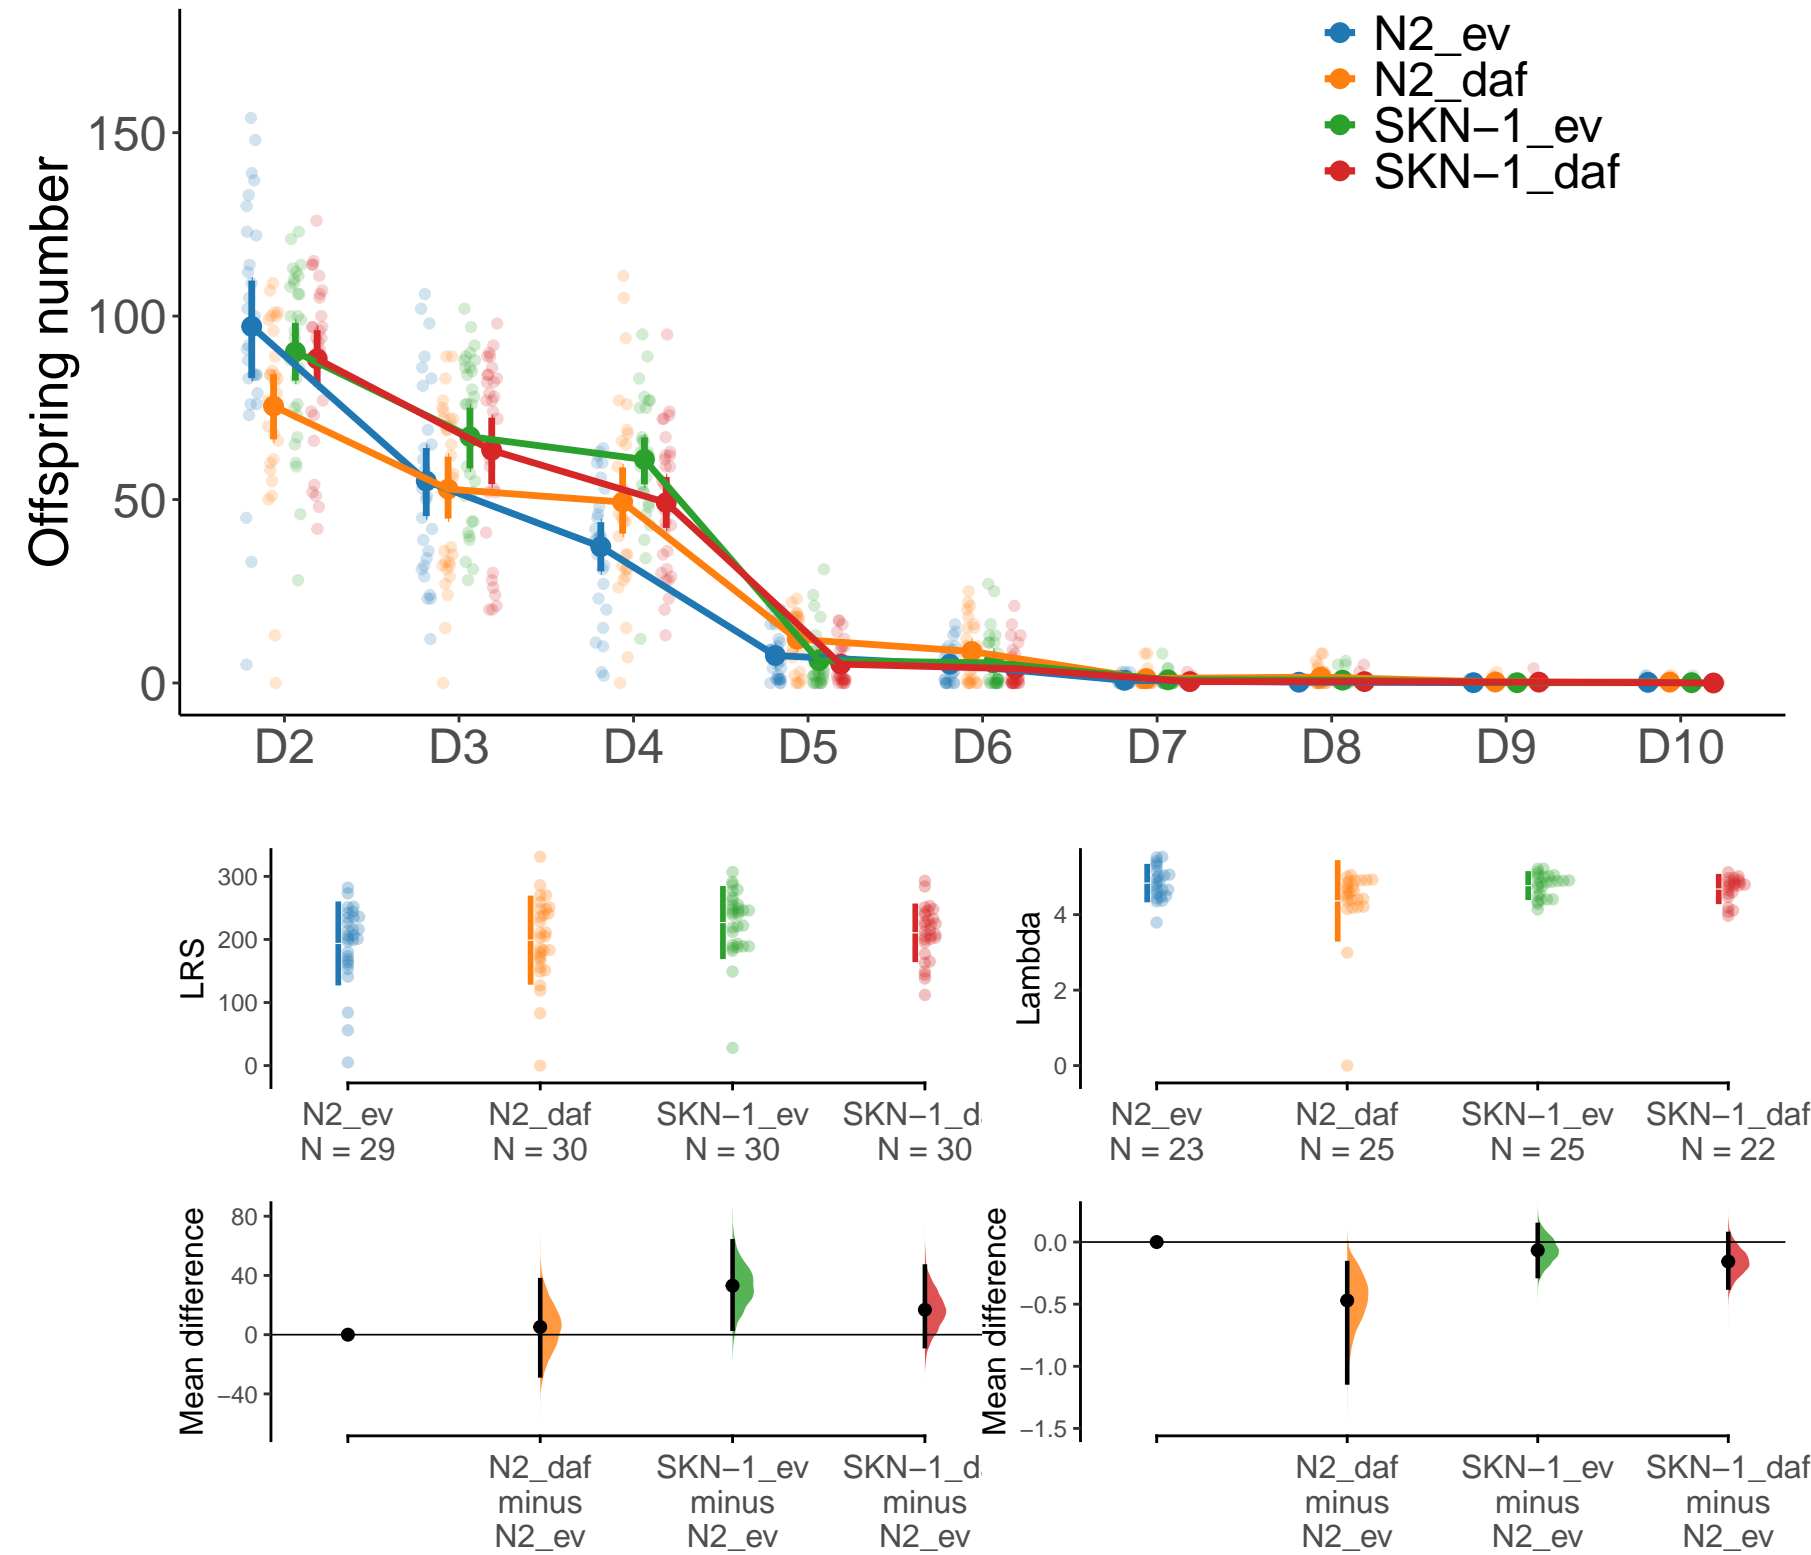 N2_ev
N2_daf
SKN−1_ev
SKN−1_daf
Offspring number
150
100
50
0
D2 D3 D4 D5 D6 D7 D8 D9 D10
LRS
300
200
100
0
N2_ev N2_daf SKN−1_ev SKN−1_da
N = 29 N = 30 N = 30 N = 30
Lambda
4
2
0
N2_ev N2_daf SKN−1_ev SKN−1_daf
N = 23 N = 25 N = 25 N = 22
Mean difference
80
40
0
−40
N2_daf SKN−1_ev SKN−1_da
minus minus minus
N2_ev N2_ev N2_ev
Mean difference
0.0
−0.5
−1.0
−1.5
N2_daf SKN−1_ev SKN−1_daf
minus minus minus
N2_ev N2_ev N2_ev